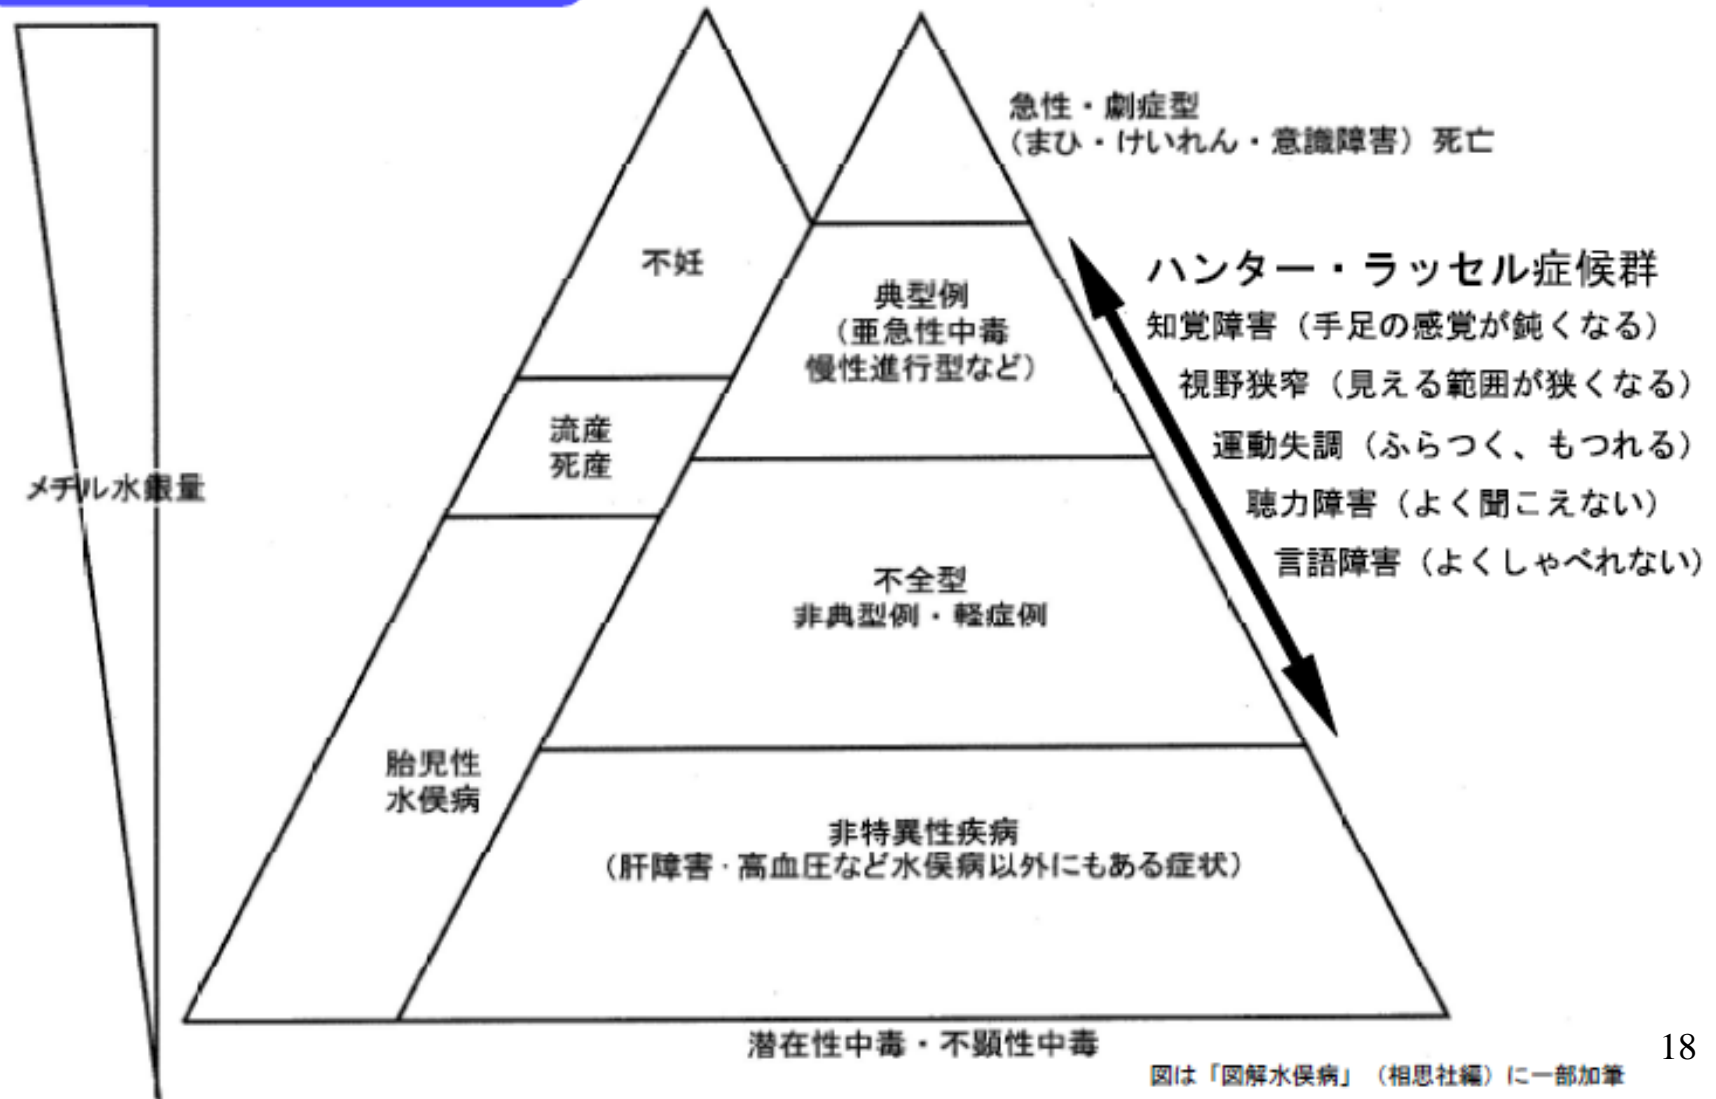 急性・劇症型
(まひ・けいれん・意識障害)死亡
不妊
ハンター・ラッセル症候群
典型例
(亜急性中毒
慢性進行型など)
知覚障害(手足の感覚が鈍くなる)
視野狭窄(見える範囲が狭くなる)
運動失調(ふらつく、もつれる)
聴力障害(よく聞こえない)
言語障害(よくしゃべれない)
流産
死産
メチル水銀量
不全型
非典型例・軽症例
胎児性
水俣病
非特異性疾病
(肝障害・高血圧など水俣病以外にもある症状)
潜在性中毒・不顕性中毒
図は「図解水俣病」(相思社編)に一部加筆
18